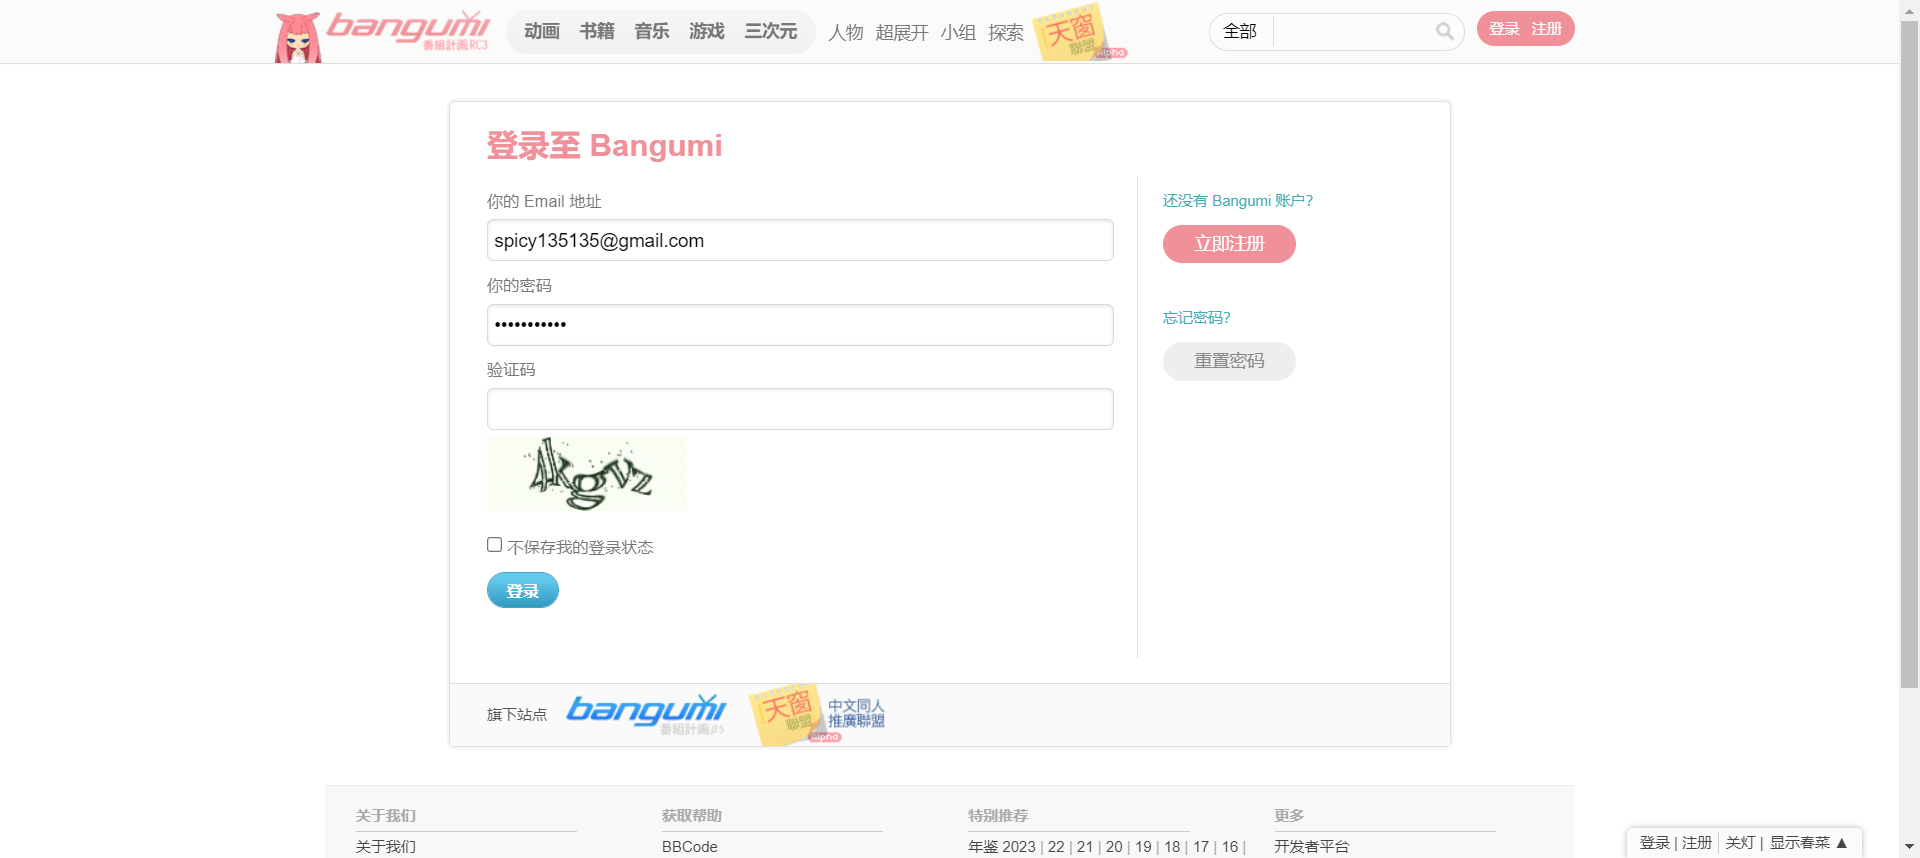 bangumi
番組計画RC3
动画 书籍 音乐 游戏 三次元 人物 超展开 小组 探索
天窗
聯盟
Alpha
全部
登录 注册
登录至 Bangumi
你的 Email 地址
spicy135135@gmail.com
你的密码
•••••••••••
验证码
不保存我的登录状态
登录
还没有 Bangumi 账户?
立即注册
忘记密码?
重置密码
旗下站点
bangumi
番組計画β5
天窗
聯盟
Alpha
中文同人
推廣聯盟
关于我们
关于我们
获取帮助
BBCode
特别推荐
年鉴 2023 | 22 | 21 | 20 | 19 | 18 | 17 | 16 |
更多
开发者平台
登录 | 注册 关灯 | 显示春菜 ▲